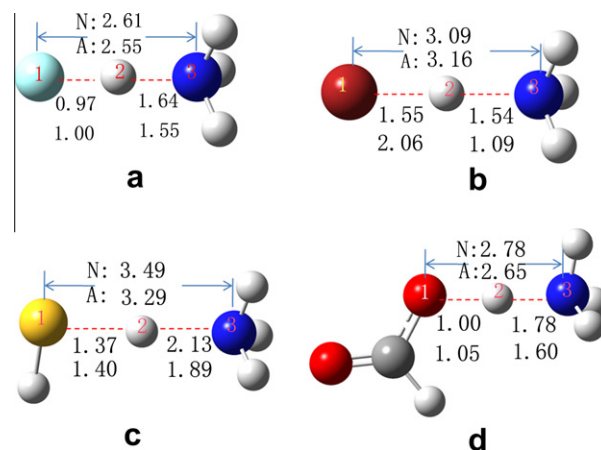 N: 2.61
A: 2.55
1 2 3
0.97 1.64
1.00 1.55
a
N: 3.09
A: 3.16
1 2 3
1.55 1.54
2.06 1.09
b
N: 3.49
A: 3.29
1 2 3
1.37 2.13
1.40 1.89
c
N: 2.78
A: 2.65
1 2 3
1.00 1.78
1.05 1.60
d